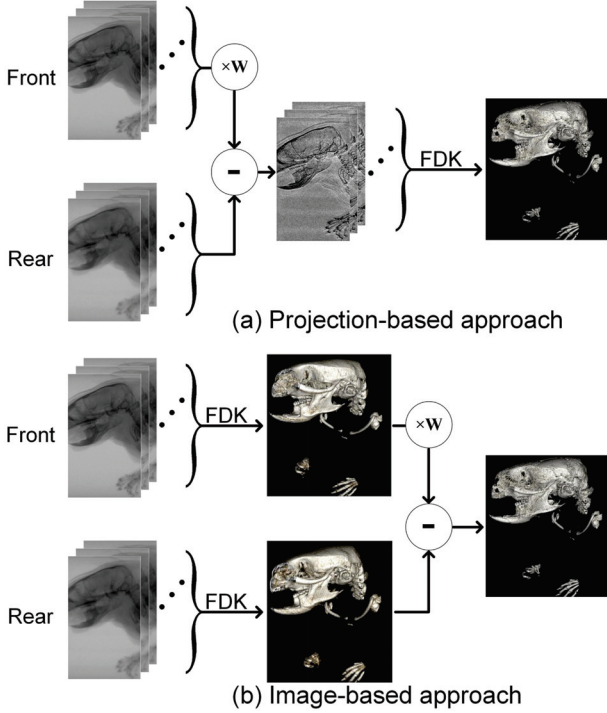 Front
×W
-
FDK
Rear
(a) Projection-based approach
Front
FDK
×W
-
Rear
FDK
(b) Image-based approach